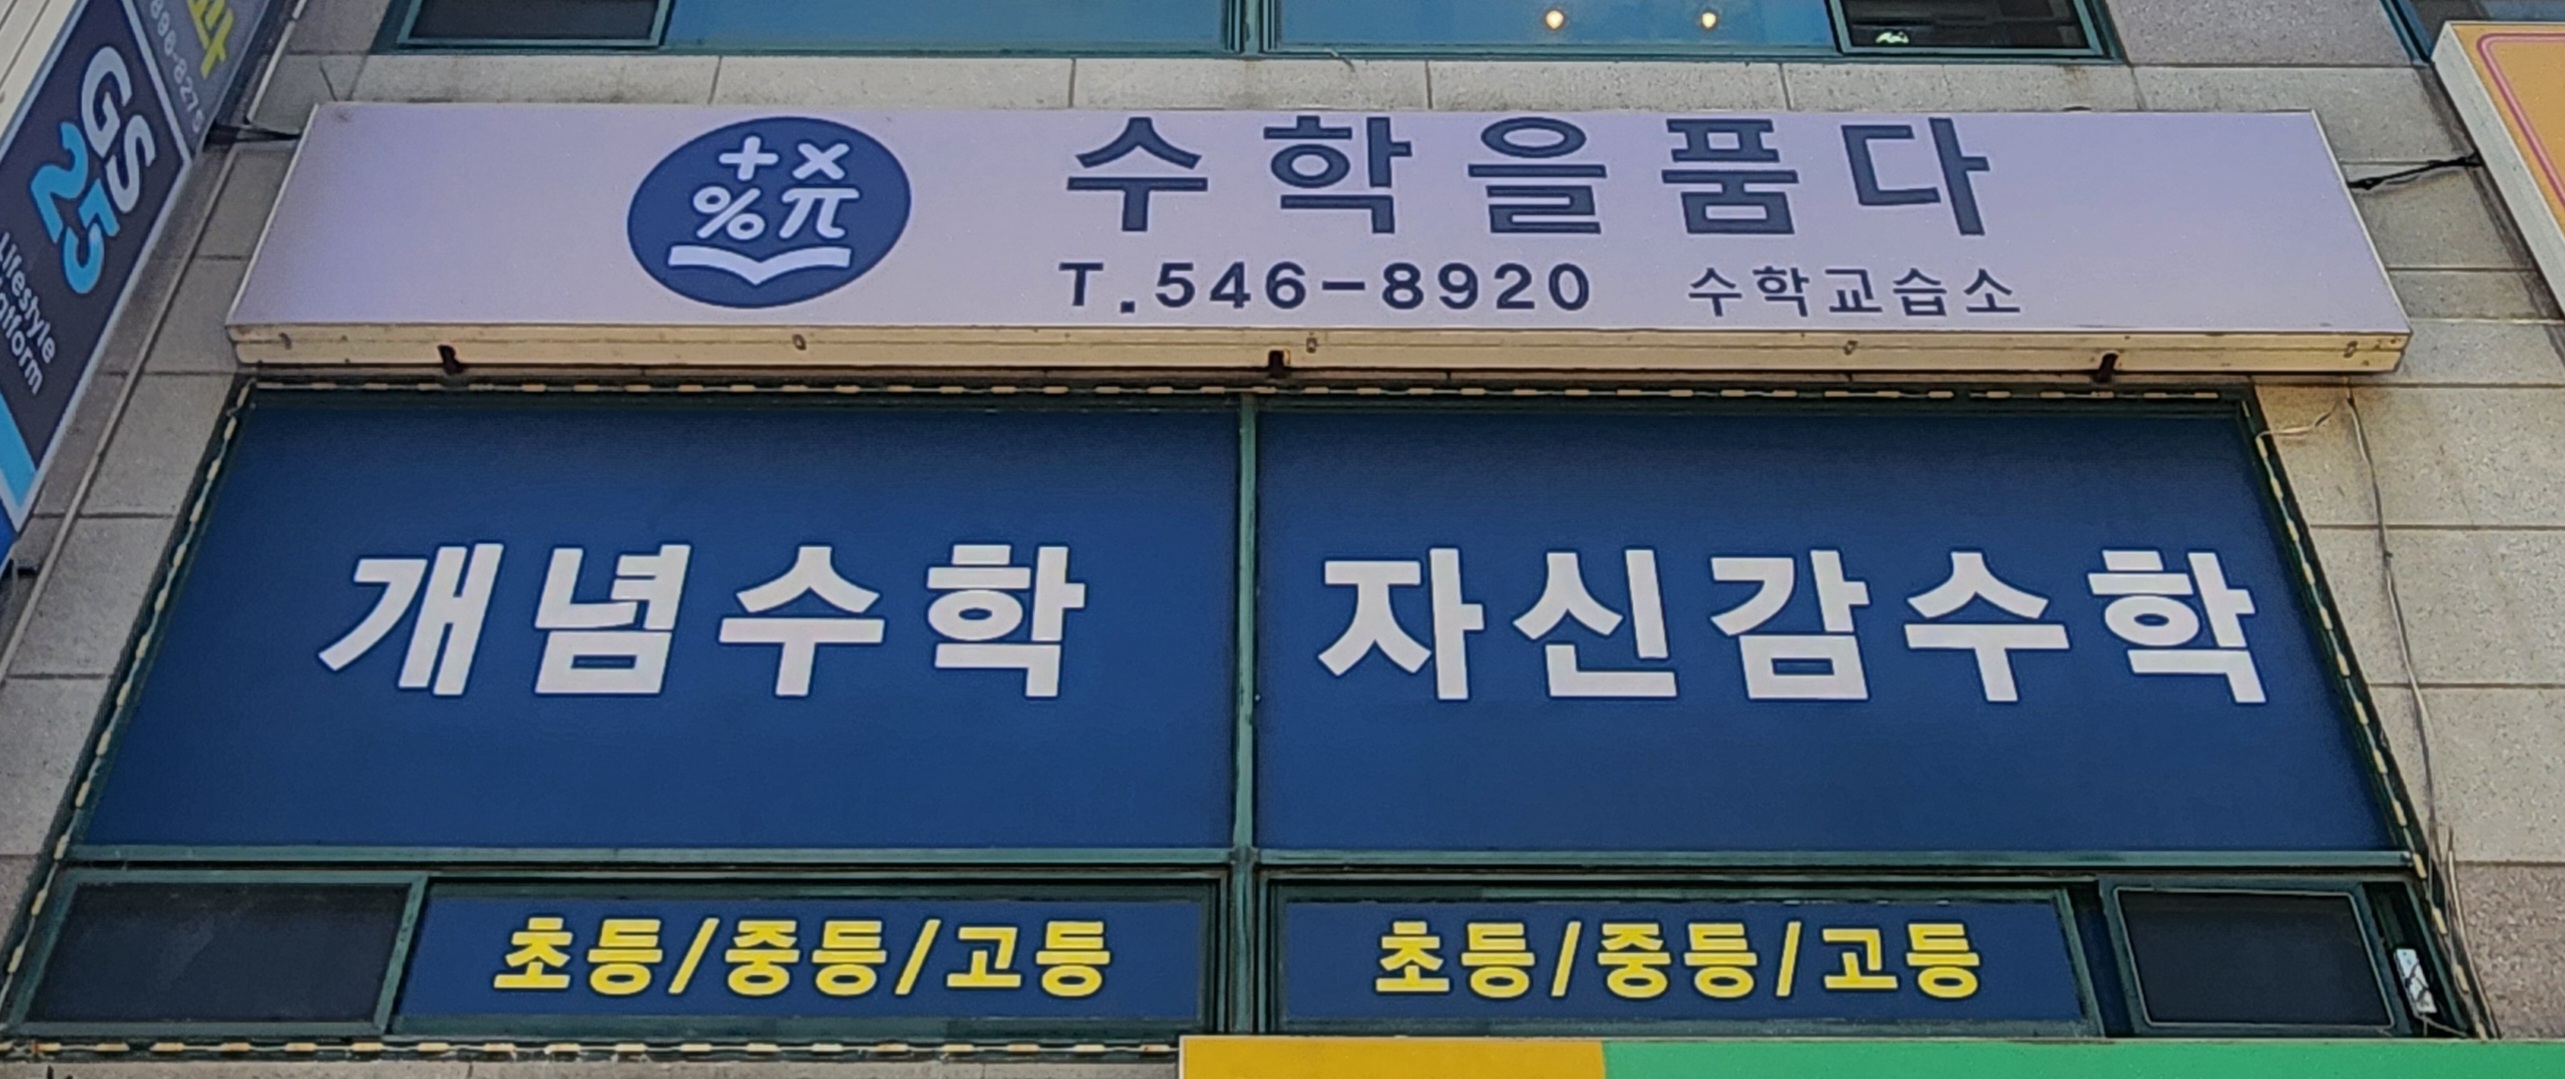 GS25
Lifestyle
+ ×
% π
수학을품다
T.546-8920 수학교습소
개념수학 자신감수학
초등/중등/고등 초등/중등/고등